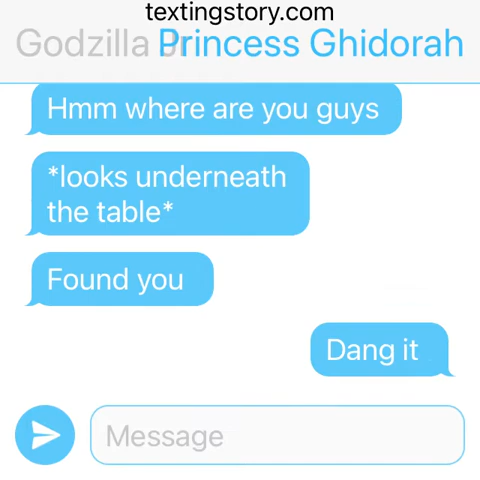 textingstory.com
Godzilla Jr Princess Ghidorah
Hmm where are you guys
*looks underneath
the table*
Found you
Dang it
Message